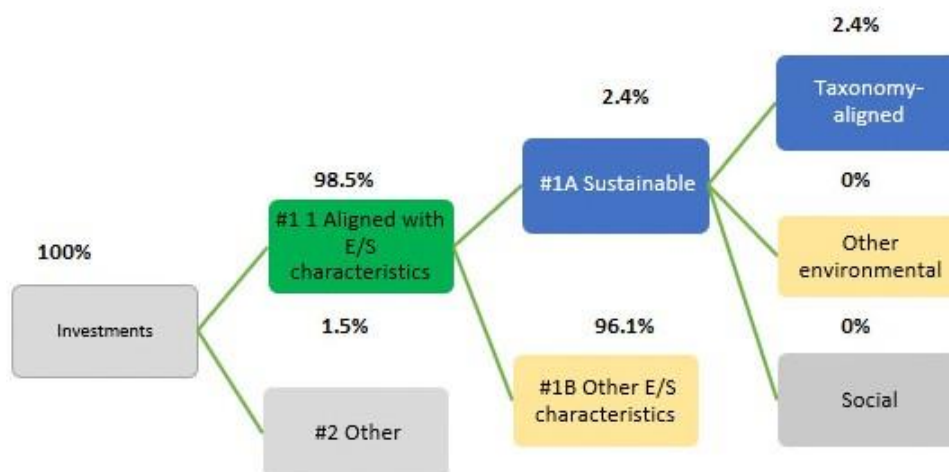 2.4%
Taxonomy-
aligned
2.4%
#1A Sustainable
98.5%
0%
#1 1 Aligned with
E/S
characteristics
Other
environmental
100%
Investments
1.5%
96.1%
0%
#2 Other
#1B Other E/S
characteristics
Social